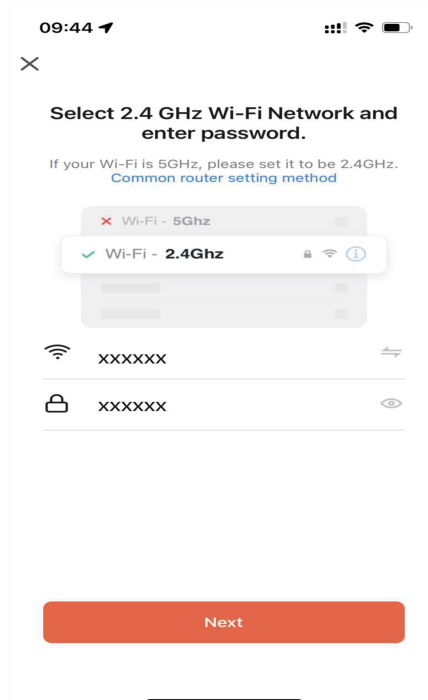 09:44
Select 2.4 GHz Wi-Fi Network and
enter password.
If your Wi-Fi is 5GHz, please set it to be 2.4GHz.
Common router setting method
Wi-Fi - 5Ghz
Wi-Fi - 2.4Ghz
xxxxxx
xxxxxx
Next